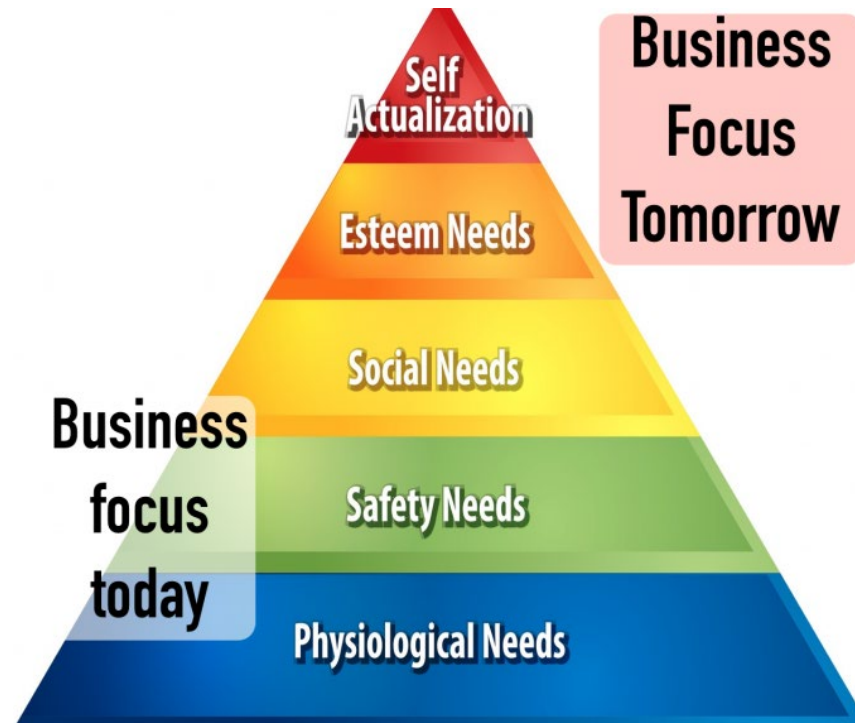 Self
Actualization
Business
Focus
Tomorrow
Esteem Needs
Social Needs
Business
focus
today
Safety Needs
Physiological Needs